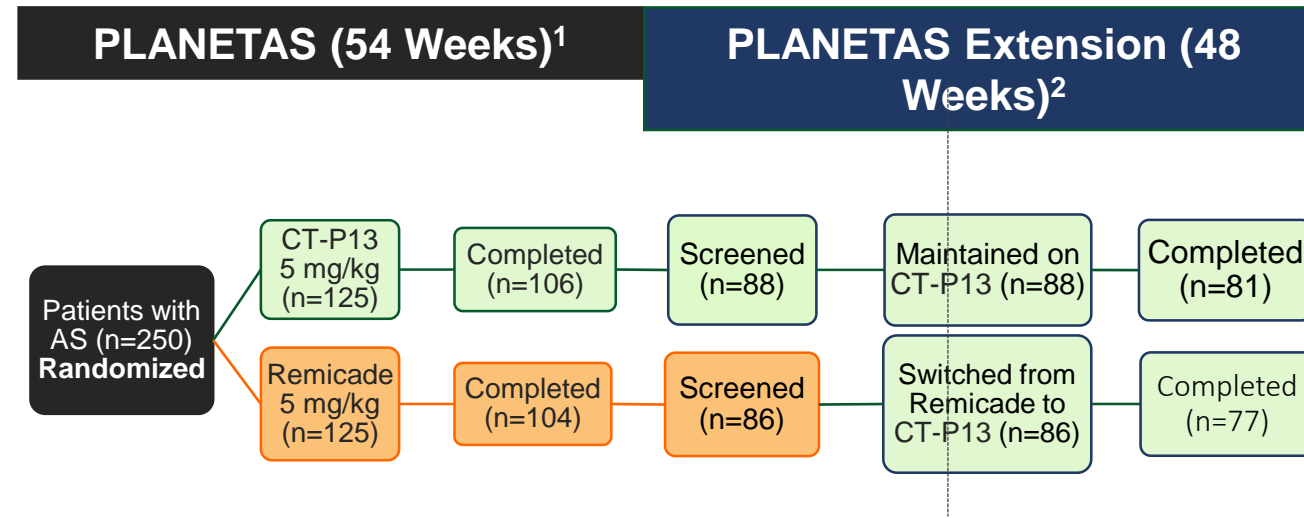 PLANETAS (54 Weeks)¹
PLANETAS Extension (48
Weeks)²
Patients with
AS (n=250)
Randomized
CT-P13
5 mg/kg
(n=125)
Completed
(n=106)
Screened
(n=88)
Maintained on
CT-P13 (n=88)
Completed
(n=81)
Remicade
5 mg/kg
(n=125)
Completed
(n=104)
Screened
(n=86)
Switched from
Remicade to
CT-P13 (n=86)
Completed
(n=77)